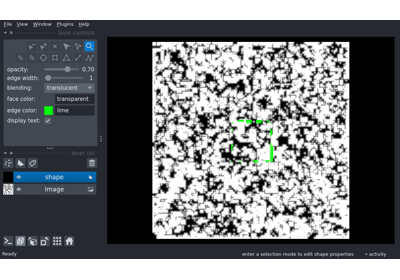 File View Window Plugins Help
layer controls
opacity: 0.70
edge width: 1
blending: translucent
face color: transparent
edge color: lime
display text:
layer list
shape
Image
Ready
enter a selection mode to edit shape properties
activity